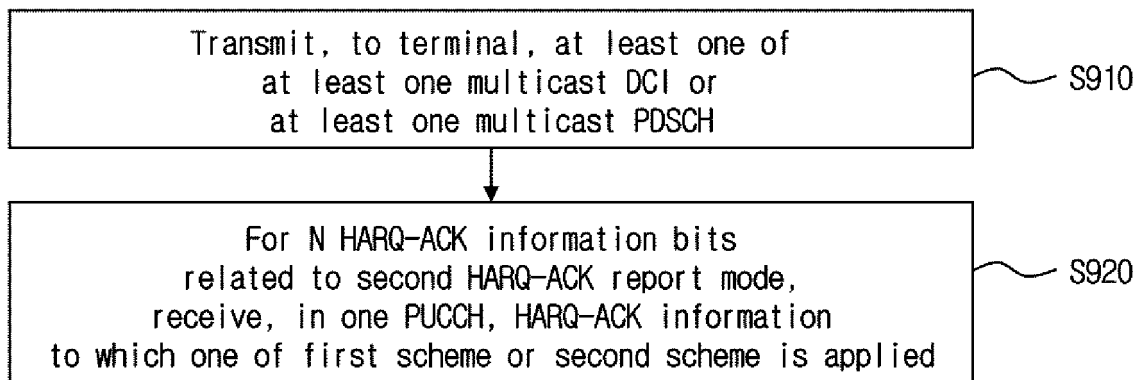 Transmit, to terminal, at least one of
at least one multicast DCI or
at least one multicast PDSCH
S910
For N HARQ-ACK information bits
related to second HARQ-ACK report mode,
receive, in one PUCCH, HARQ-ACK information
to which one of first scheme or second scheme is applied
S920